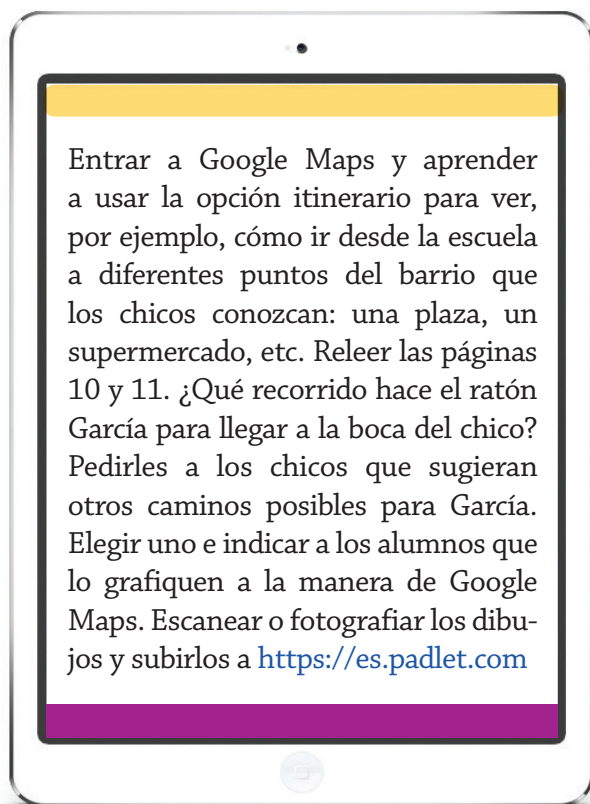 Entrar a Google Maps y aprender
a usar la opción itinerario para ver,
por ejemplo, cómo ir desde la escuela
a diferentes puntos del barrio que
los chicos conozcan: una plaza, un
supermercado, etc. Releer las páginas
10 y 11. ¿Qué recorrido hace el ratón
García para llegar a la boca del chico?
Pedirles a los chicos que sugieran
otros caminos posibles para García.
Elegir uno e indicar a los alumnos que
lo grafiquen a la manera de Google
Maps. Escanear o fotografiar los dibu-
jos y subirlos a https://es.padlet.com